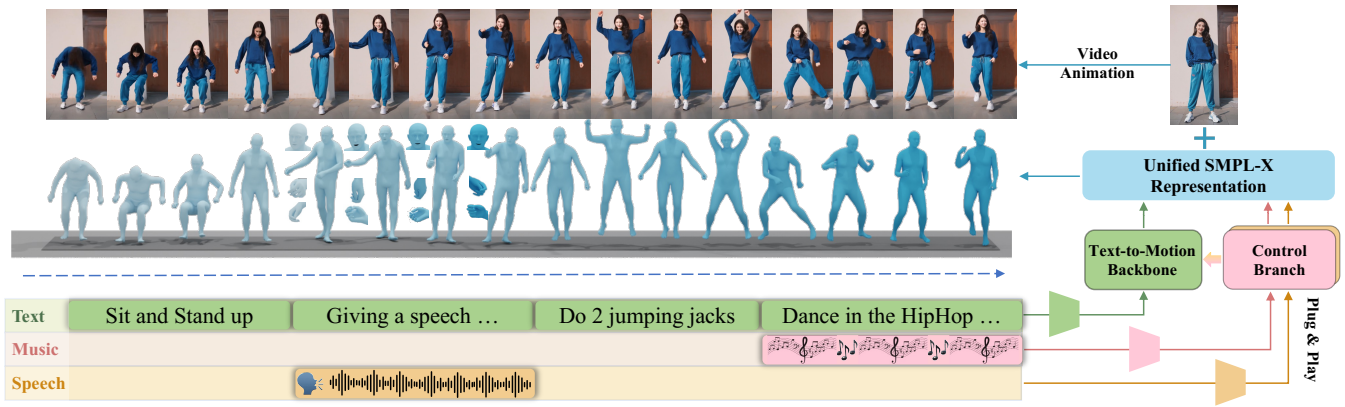 Video
Animation
Unified SMPL-X
Representation
Text-to-Motion
Backbone
Control
Branch
Plug & Play
Text
Sit and Stand up
Giving a speech ...
Do 2 jumping jacks
Dance in the HipHop ...
Music
Speech